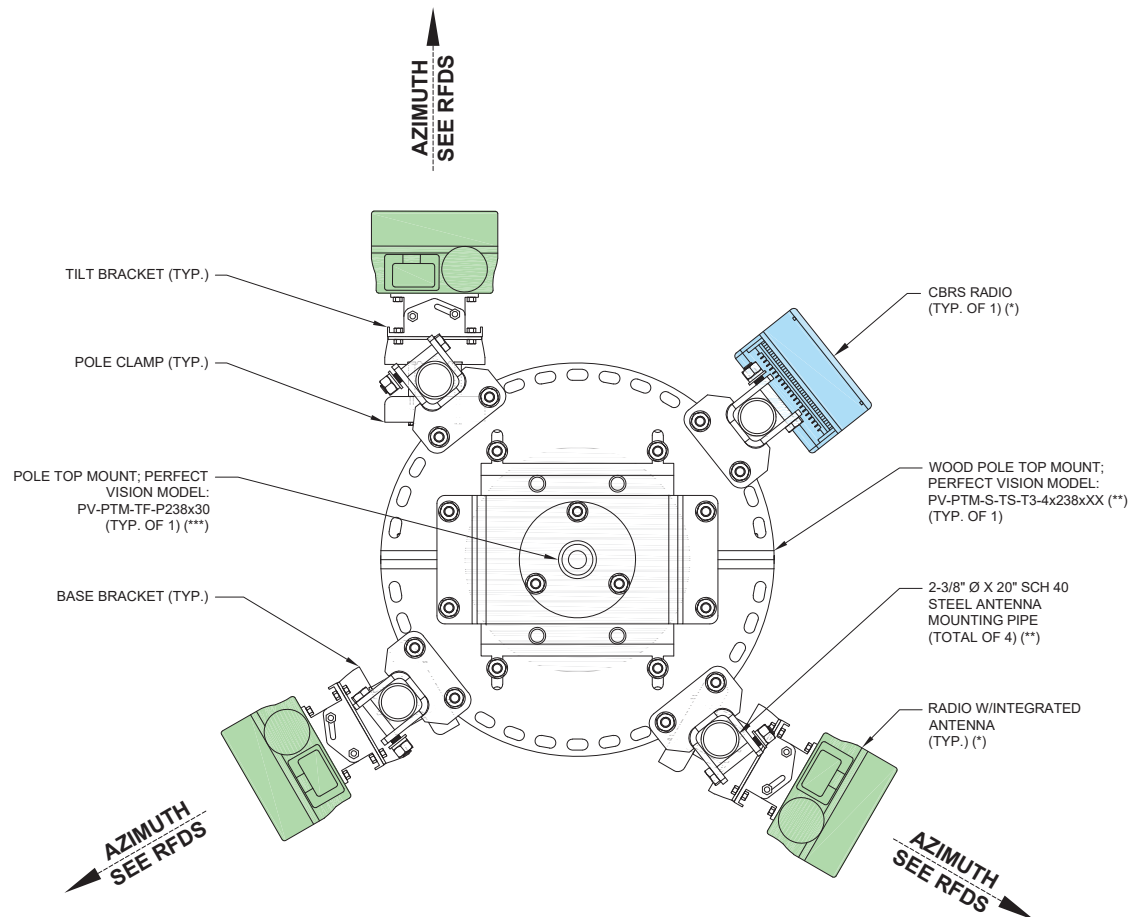 AZIMUTH
SEE RFDS
TILT BRACKET (TYP.)
POLE CLAMP (TYP.)
POLE TOP MOUNT; PERFECT
VISION MODEL:
PV-PTM-TF-P238x30
(TYP. OF 1) (***)
BASE BRACKET (TYP.)
CBRS RADIO
(TYP. OF 1) (*)
WOOD POLE TOP MOUNT;
PERFECT VISION MODEL:
PV-PTM-S-TS-T3-4x238xXX (**)
(TYP. OF 1)
2-3/8" Ø X 20" SCH 40
STEEL ANTENNA
MOUNTING PIPE
(TOTAL OF 4) (**)
RADIO W/INTEGRATED
ANTENNA
(TYP.) (*)
AZIMUTH
SEE RFDS
AZIMUTH
SEE RFDS